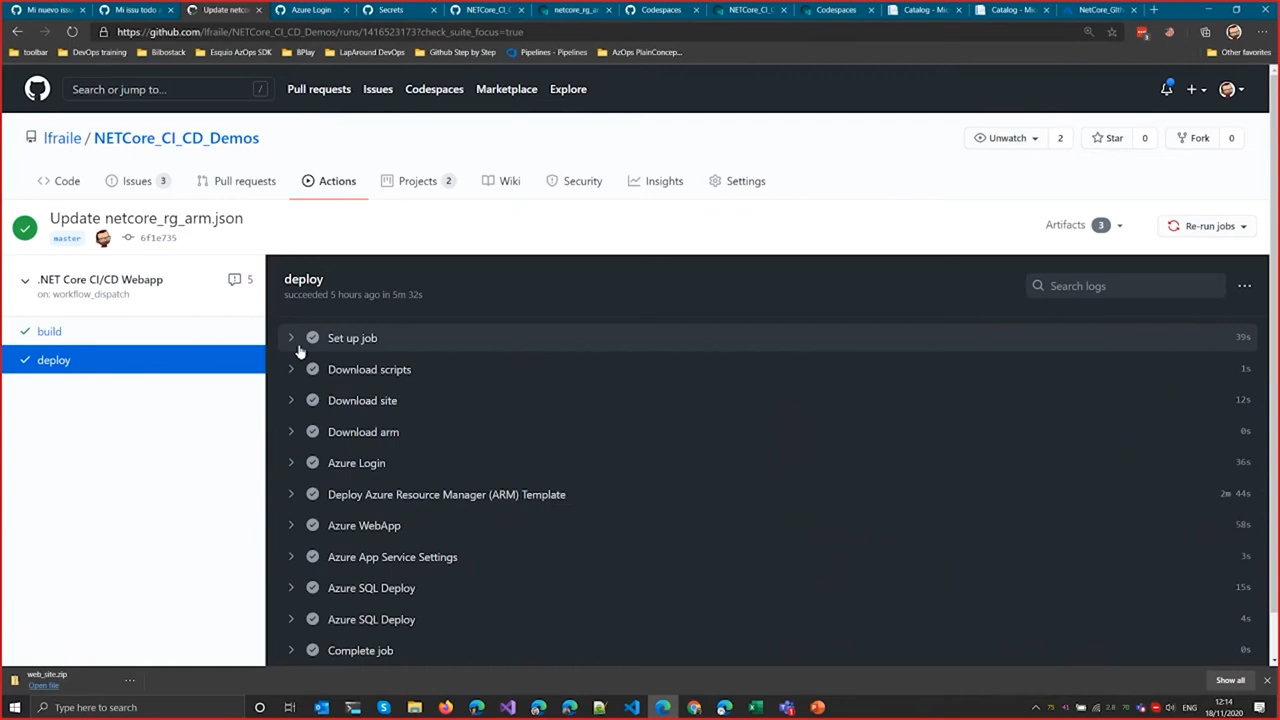 Mi nuevo issu
Mi issu todo a
Update netco
Azure Login
Secrets
NETCore_CI_C
netcore_rg_ar
Codespaces
NETCore_CI_
Codespaces
Catalog - Mic
Catalog - Mic
NetCore_Gith
https://github.com/lfraile/NETCore_CI_CD_Demos/runs/1416523173?check_suite_focus=true
toolbar
DevOps training
Bilbostack
Esquio AzOps SDK
BPlay
LapAround DevOps
Github Step by Step
Pipelines - Pipelines
AzOps PlainConcep...
Other favorites
Search or jump to...
/
Pull requests
Issues
Codespaces
Marketplace
Explore
lfraile / NETCore_CI_CD_Demos
Unwatch
2
Star
0
Fork
0
Code
Issues 3
Pull requests
Actions
Projects 2
Wiki
Security
Insights
Settings
Update netcore_rg_arm.json
master
6f1e735
Artifacts 3
Re-run jobs
.NET Core CI/CD Webapp
5
on: workflow_dispatch
build
deploy
deploy
succeeded 5 hours ago in 5m 32s
Search logs
Set up job 39s
Download scripts 1s
Download site 12s
Download arm 0s
Azure Login 36s
Deploy Azure Resource Manager (ARM) Template 2m 44s
Azure WebApp 58s
Azure App Service Settings 3s
Azure SQL Deploy 15s
Azure SQL Deploy 4s
Complete job 0s
web_site.zip
Open file
Show all
Type here to search
ENG
12:14
18/11/2020